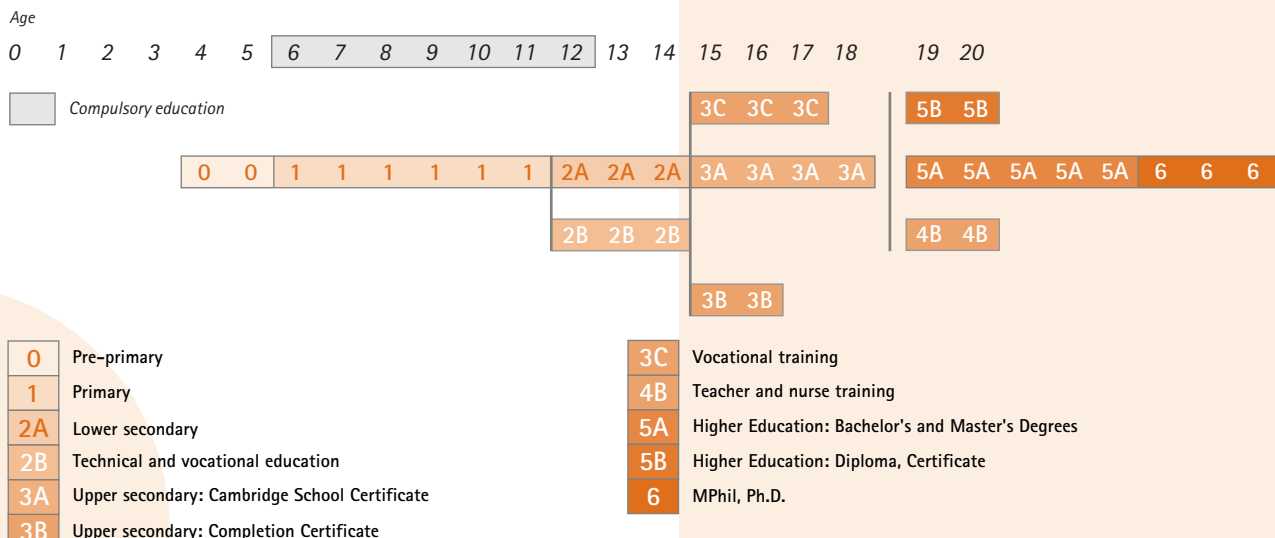 Age
0 1 2 3 4 5 6 7 8 9 10 11 12 13 14 15 16 17 18 19 20
Compulsory education
3C 3C 3C 5B 5B
0 0 1 1 1 1 1 1 2A 2A 2A 3A 3A 3A 3A 5A 5A 5A 5A 5A 6 6 6
2B 2B 2B 4B 4B
3B 3B
0 Pre-primary
1 Primary
2A Lower secondary
2B Technical and vocational education
3A Upper secondary: Cambridge School Certificate
3B Upper secondary: Completion Certificate
3C Vocational training
4B Teacher and nurse training
5A Higher Education: Bachelor's and Master's Degrees
5B Higher Education: Diploma, Certificate
6 MPhil, Ph.D.